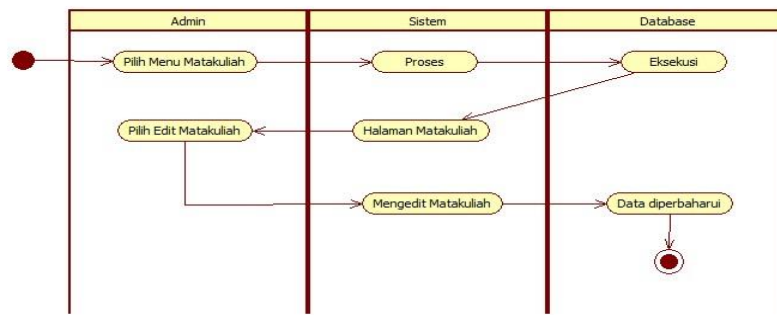 Admin
Sistem
Database
Pilih Menu Matakuliah
Proses
Eksekusi
Pilih Edit Matakuliah
Halaman Matakuliah
Mengedit Matakuliah
Data diperbaharui